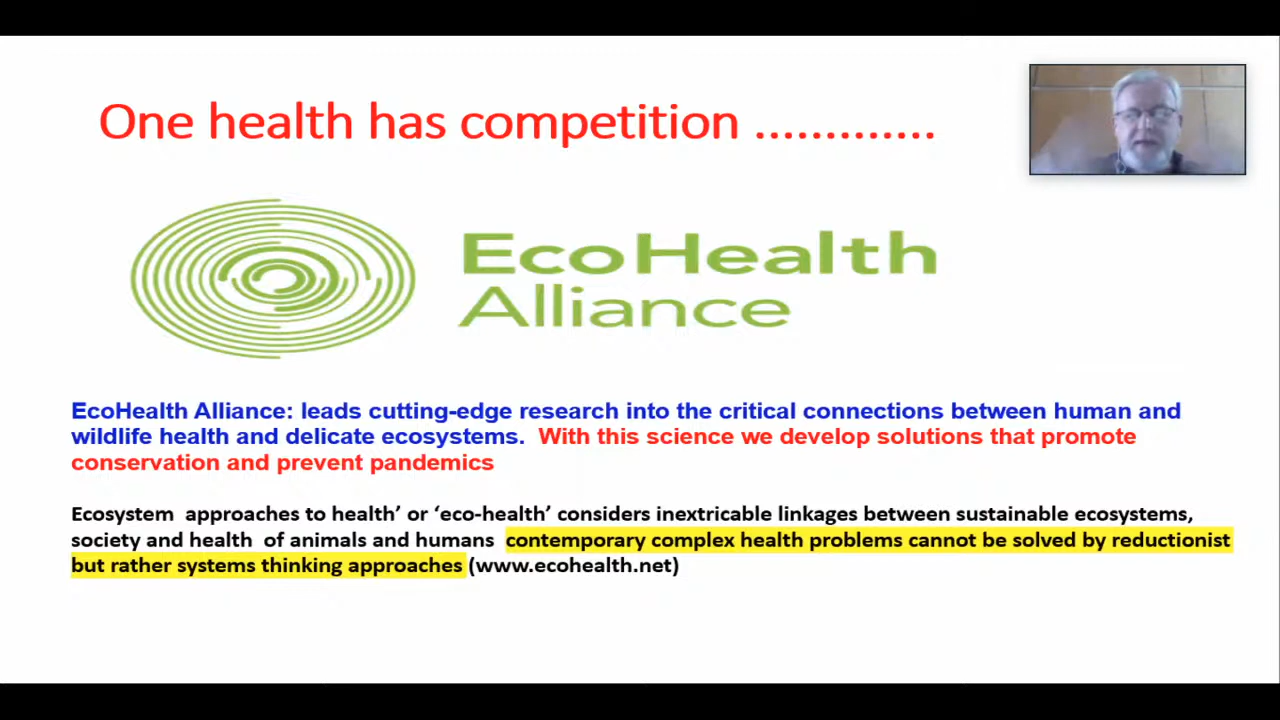 One health has competition .............
EcoHealth
Alliance
EcoHealth Alliance: leads cutting-edge research into the critical connections between human and
wildlife health and delicate ecosystems.  With this science we develop solutions that promote
conservation and prevent pandemics
Ecosystem  approaches to health’ or ‘eco-health’ considers inextricable linkages between sustainable ecosystems,
society and health  of animals and humans  contemporary complex health problems cannot be solved by reductionist
but rather systems thinking approaches (www.ecohealth.net)